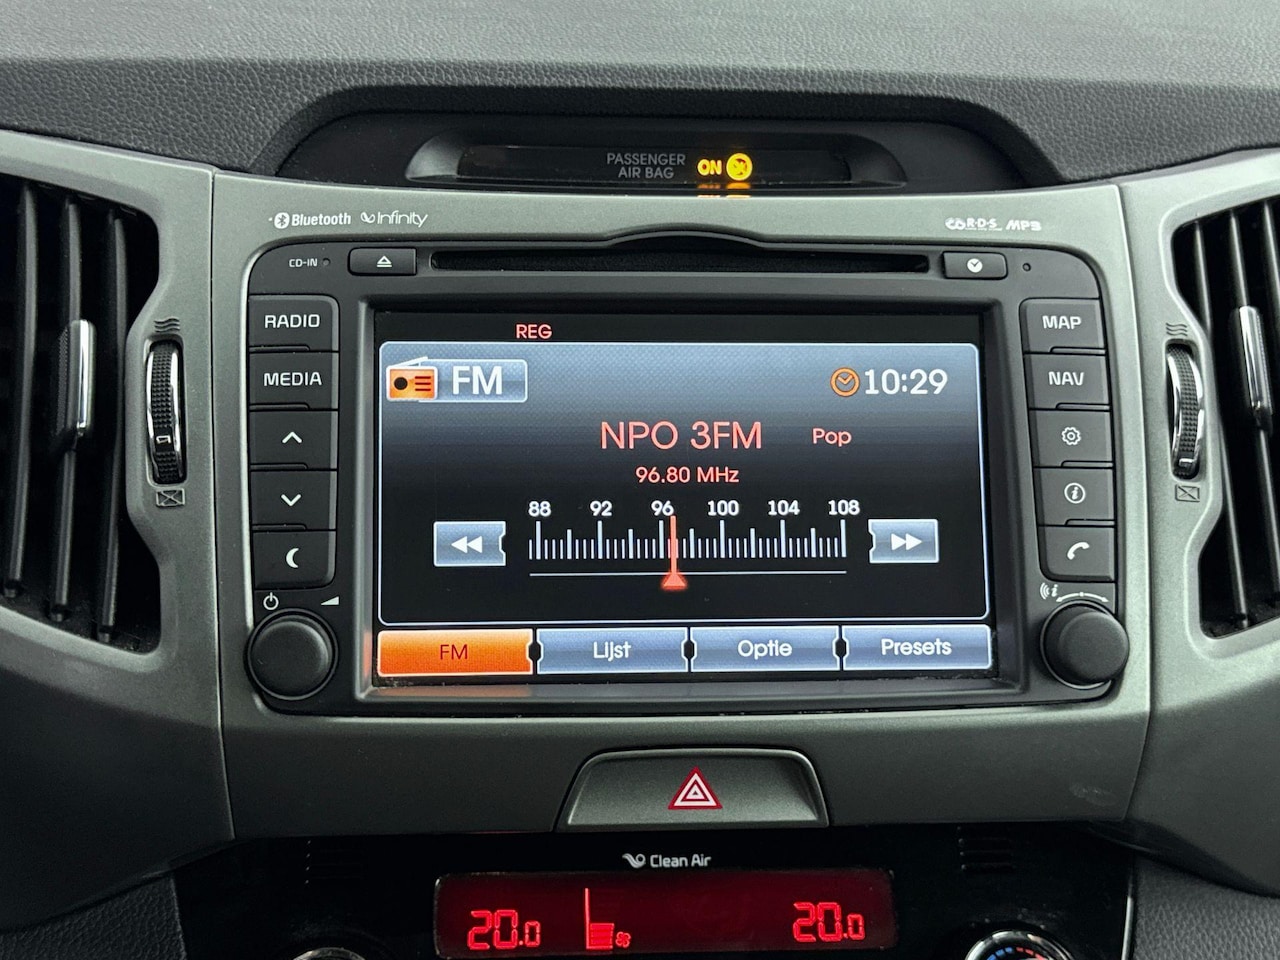 PASSENGER
AIR BAG
ON
Bluetooth
Infinity
R·D·S
MP3
CD-IN
RADIO
MEDIA
MAP
NAV
REG
FM
10:29
NPO 3FM
Pop
96.80 MHz
88 92 96 100 104 108
FM
Lijst
Optie
Presets
Clean Air
20.0
20.0